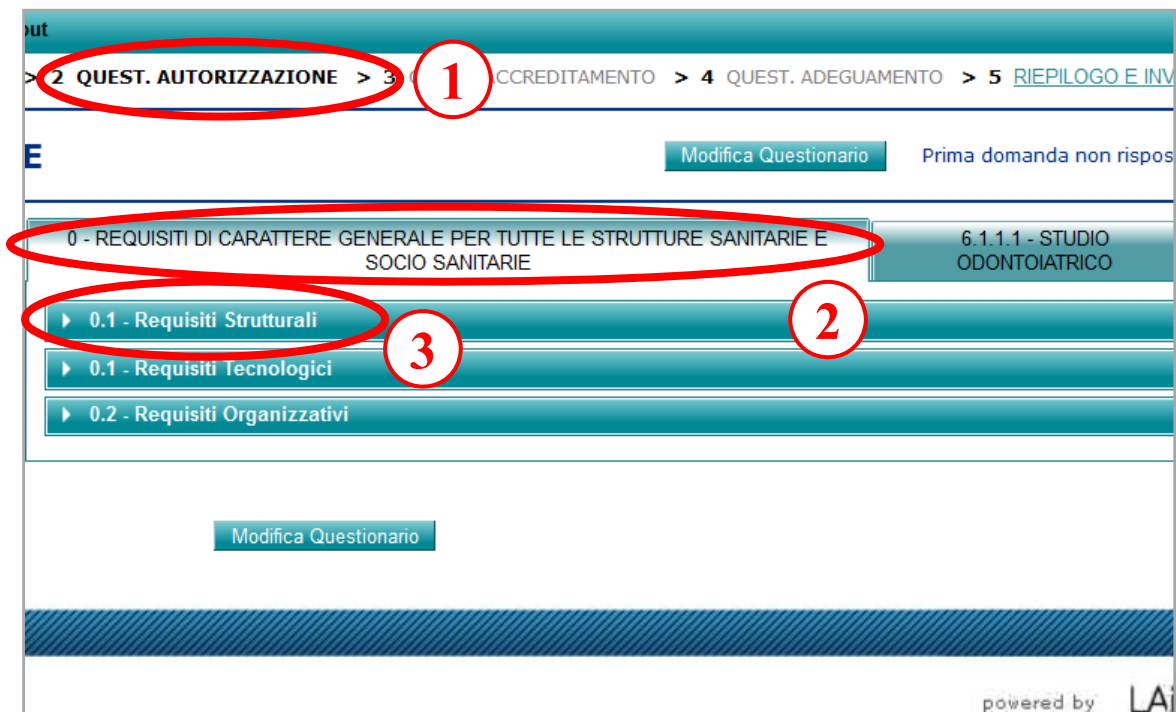 out
> 2 QUEST. AUTORIZZAZIONE > 3 1 ACCREDITAMENTO > 4 QUEST. ADEGUAMENTO > 5 RIEPILOGO E INV
E Modifica Questionario Prima domanda non rispos
0 - REQUISITI DI CARATTERE GENERALE PER TUTTE LE STRUTTURE SANITARIE E
SOCIO SANITARIE
6.1.1.1 - STUDIO
ODONTOIATRICO
0.1 - Requisiti Strutturali
2
3
0.1 - Requisiti Tecnologici
0.2 - Requisiti Organizzativi
Modifica Questionario
powered by LAi